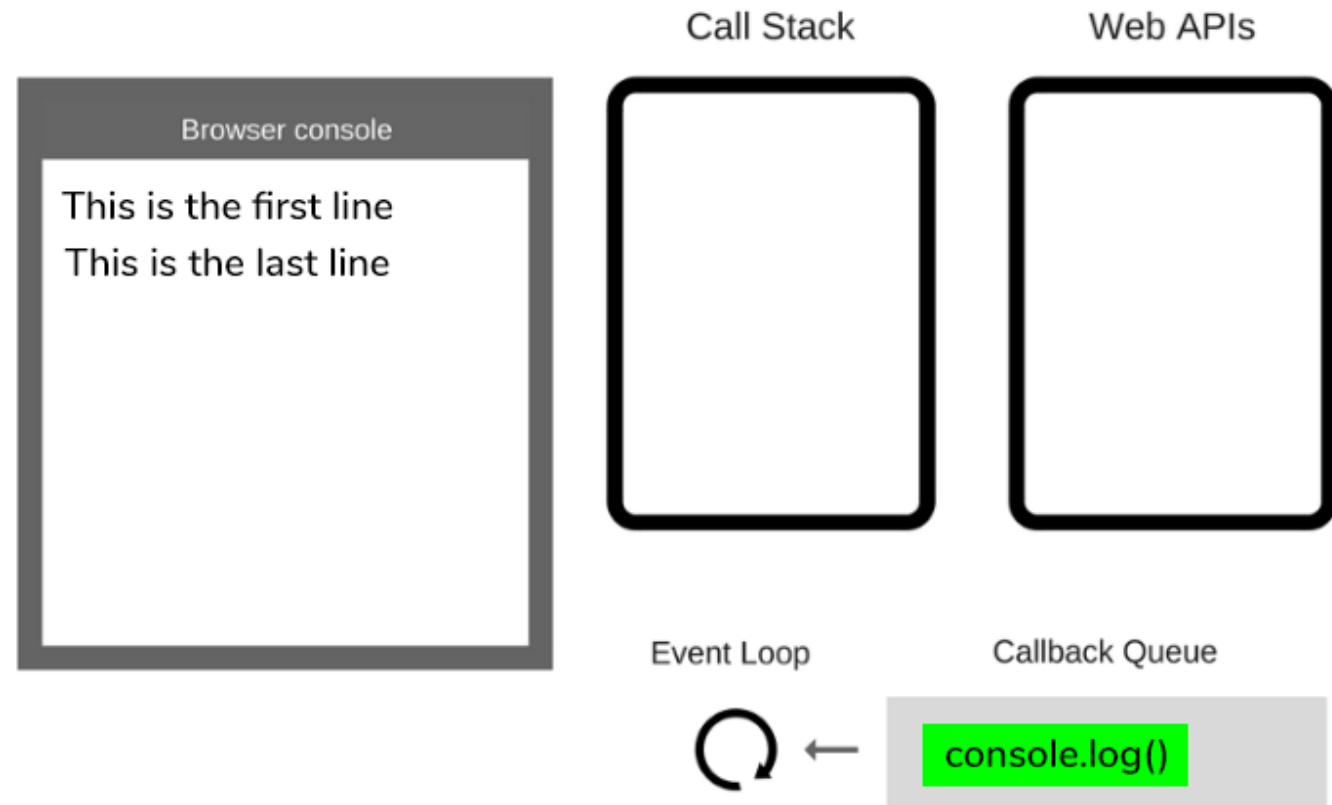 Call Stack
Web APIs
Browser console
This is the first line
This is the last line
Event Loop
Callback Queue
console.log()